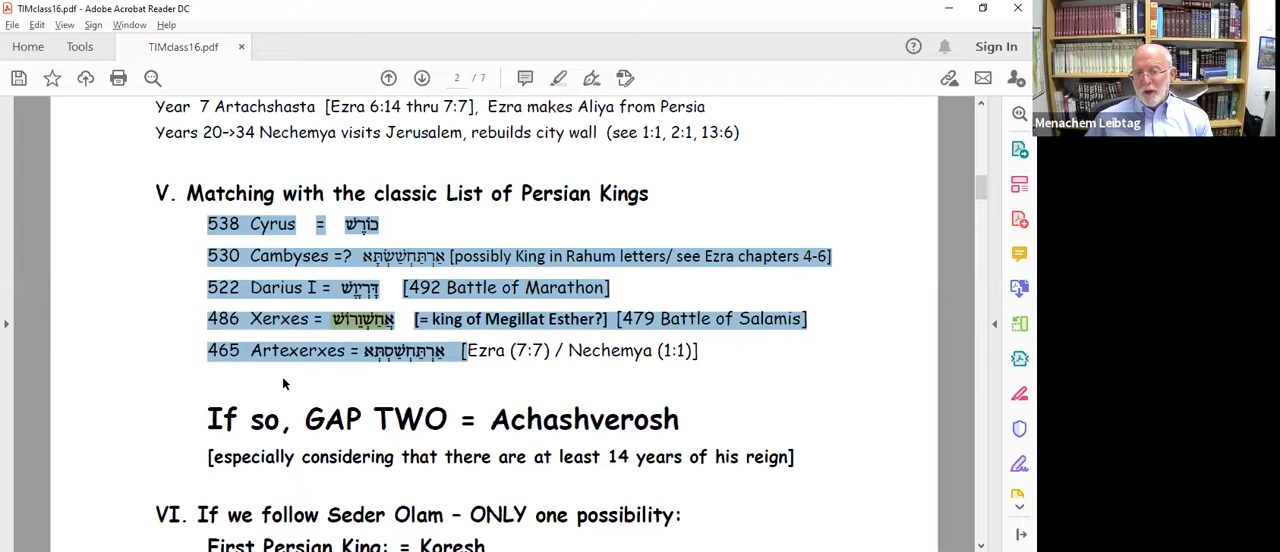 TIMclass16.pdf - Adobe Acrobat Reader DC
File Edit View Sign Window Help
Home Tools TIMclass16.pdf × Sign In
2 / 7
Menachem Leibtag
Year 7 Artachshasta [Ezra 6:14 thru 7:7], Ezra makes Aliya from Persia
Years 20->34 Nechemya visits Jerusalem, rebuilds city wall (see 1:1, 2:1, 13:6)
V. Matching with the classic List of Persian Kings
538 Cyrus = כּוֹרֶשׁ
530 Cambyses =? אַרְתַּחְשַׁשְׂתָּא [possibly King in Rahum letters/ see Ezra chapters 4-6]
522 Darius I = דָּרְיָוֶשׁ [492 Battle of Marathon]
486 Xerxes = אֲחַשְׁוֵרוֹשׁ [= king of Megillat Esther?] [479 Battle of Salamis]
465 Artexerxes = אַרְתַּחְשַׁסְתְּא [Ezra (7:7) / Nechemya (1:1)]
If so, GAP TWO = Achashverosh
[especially considering that there are at least 14 years of his reign]
VI. If we follow Seder Olam – ONLY one possibility:
First Persian King: = Koresh